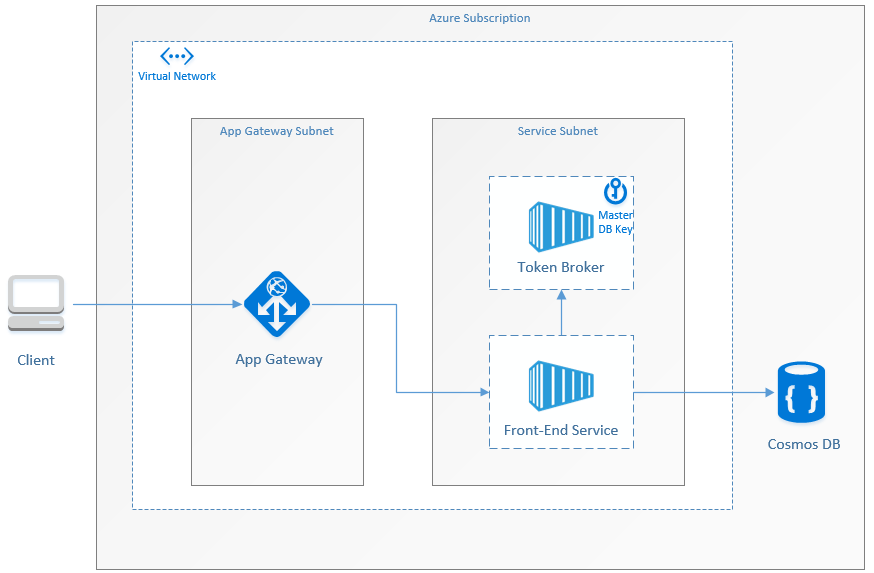 Azure Subscription
Virtual Network
App Gateway Subnet
Service Subnet
Master
DB Key
Token Broker
Client
App Gateway
Front-End Service
{ }
Cosmos DB